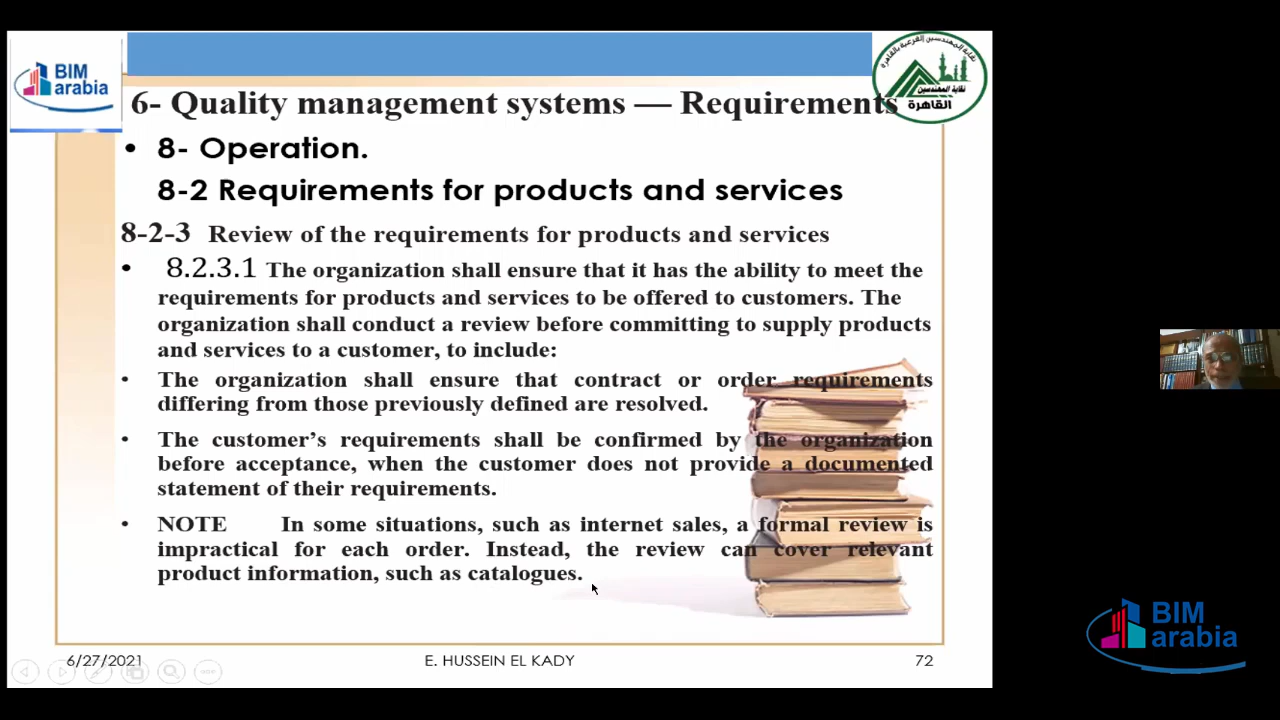 BIM
arabia
نقابة المهندسين الفرعية بالقاهرة
نقابة المهندسين
القاهرة
6- Quality management systems — Requirements
• 8- Operation.
8-2 Requirements for products and services
8-2-3 Review of the requirements for products and services
• 8.2.3.1 The organization shall ensure that it has the ability to meet the
requirements for products and services to be offered to customers. The
organization shall conduct a review before committing to supply products
and services to a customer, to include:
• The organization shall ensure that contract or order requirements
differing from those previously defined are resolved.
• The customer’s requirements shall be confirmed by the organization
before acceptance, when the customer does not provide a documented
statement of their requirements.
• NOTE In some situations, such as internet sales, a formal review is
impractical for each order. Instead, the review can cover relevant
product information, such as catalogues.
6/27/2021
E. HUSSEIN EL KADY
72
BIM
arabia